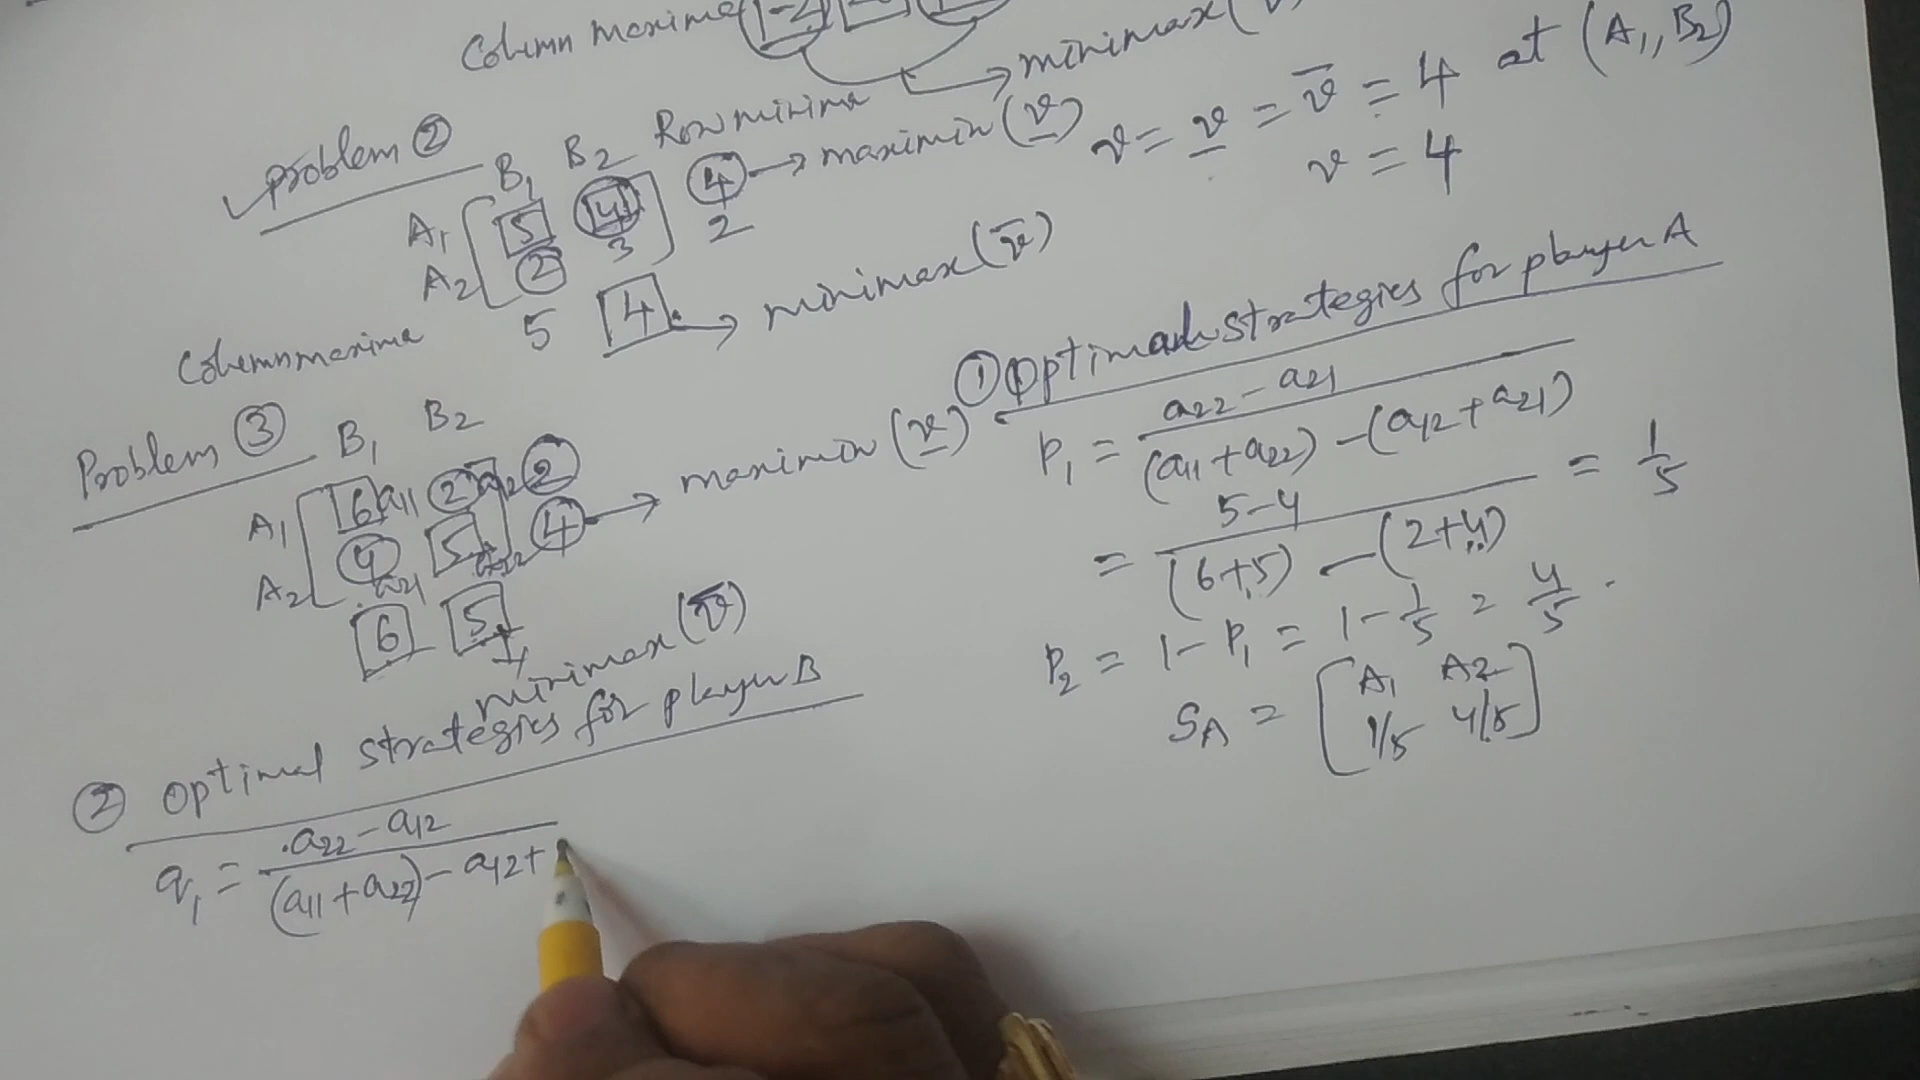 Column maxima -2
minimax (
Problem ②
B1 B2 Row minima
A1 5 4 4 → maximin (v)
A2 2 3 2
Column maxima 5 4 → minimax (v̅)
v = v = v̅ = 4 at (A1, B2)
v = 4
Problem ③
B1 B2
A1 6 a11 2 a12 2
A2 4 a21 5 a22 4 → maximin (v)
6 5
minimax (v̅)
① Optimal strategies for player A
P1 = a22 - a21 / (a11 + a22) - (a12 + a21)
= 5-4 / (6+5) - (2+4) = 1/5
P2 = 1 - P1 = 1 - 1/5 = 4/5
SA = [A1 A2
1/5 4/5]
② Optimal strategies for player B
q1 = a22 - a12 / (a11 + a22) - a12 +